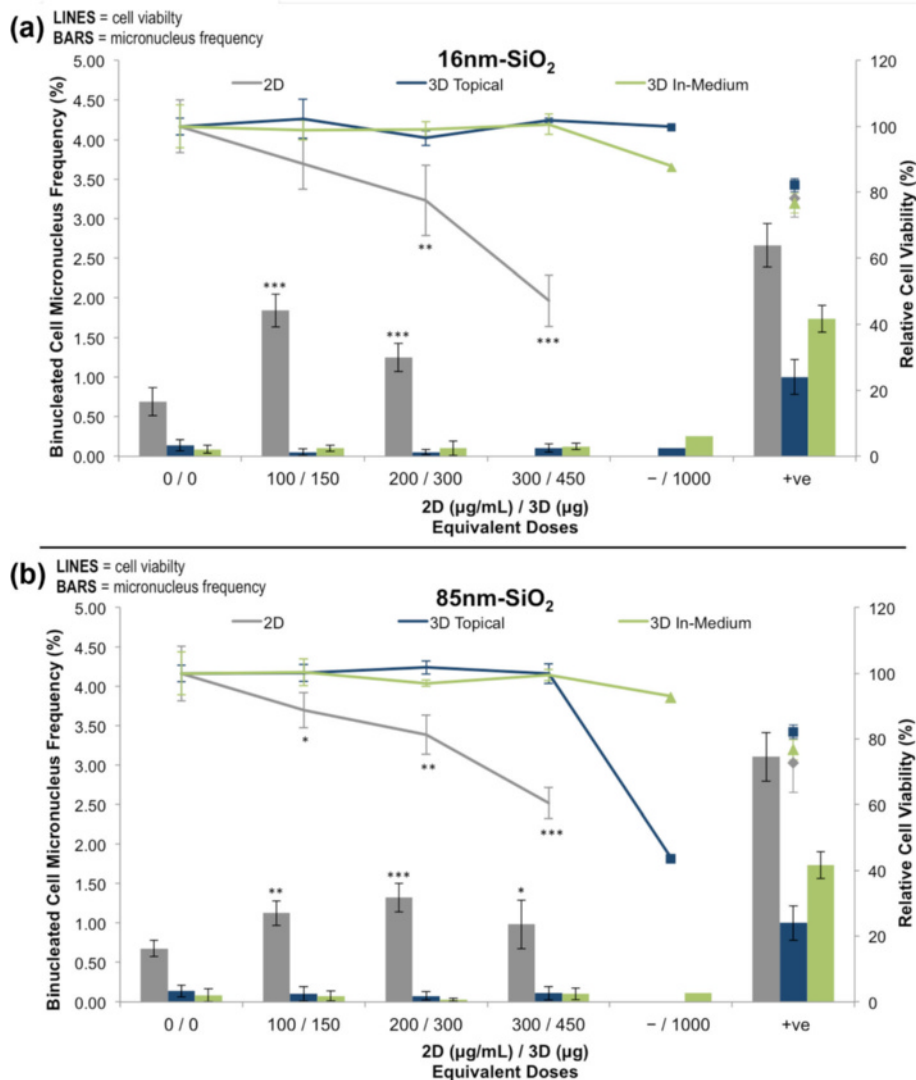 (a) LINES = cell viabilty
BARS = micronucleus frequency
16nm-SiO₂
2D 3D Topical 3D In-Medium
Binucleated Cell Micronucleus Frequency (%)
5.00
4.50
4.00
3.50
3.00
2.50
2.00
1.50
1.00
0.50
0.00
Relative Cell Viability (%)
120
100
80
60
40
20
0
***
***
**
***
0 / 0 100 / 150 200 / 300 300 / 450 − / 1000 +ve
2D (µg/mL) / 3D (µg)
Equivalent Doses
(b) LINES = cell viabilty
BARS = micronucleus frequency
85nm-SiO₂
2D 3D Topical 3D In-Medium
Binucleated Cell Micronucleus Frequency (%)
5.00
4.50
4.00
3.50
3.00
2.50
2.00
1.50
1.00
0.50
0.00
Relative Cell Viability (%)
120
100
80
60
40
20
0
*
**
***
**
***
*
0 / 0 100 / 150 200 / 300 300 / 450 − / 1000 +ve
2D (µg/mL) / 3D (µg)
Equivalent Doses